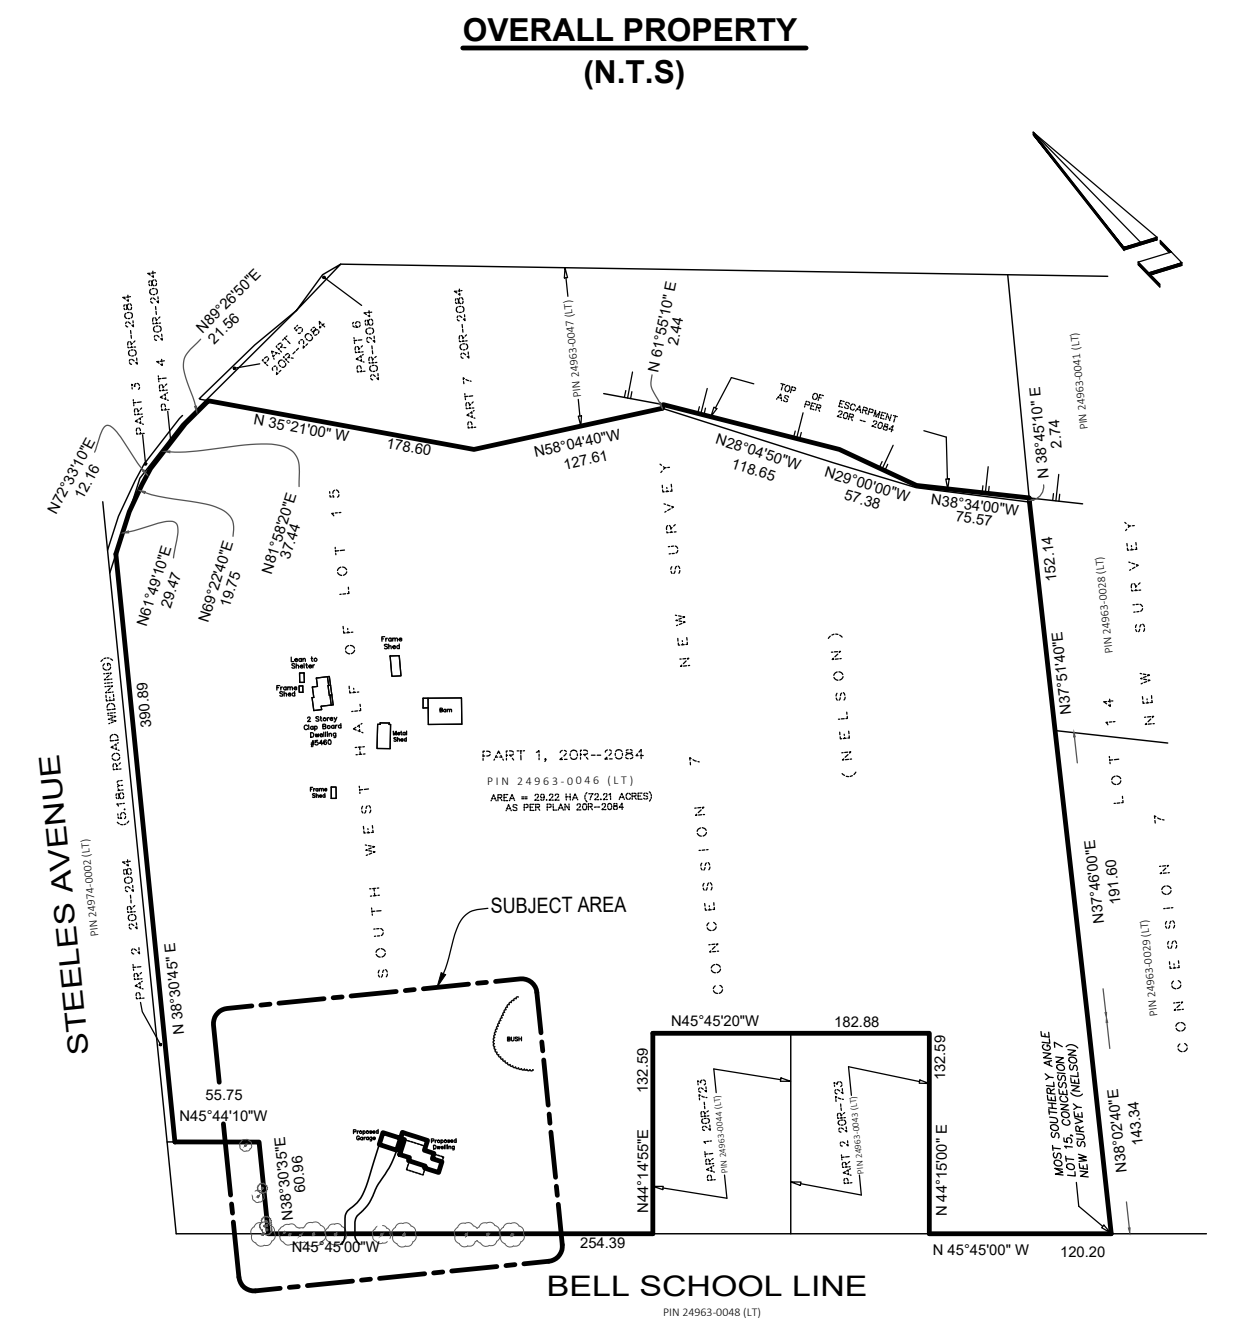 OVERALL PROPERTY
(N.T.S)
PART 3 20R-2084
PART 4 20R-2084
N89°26'50"E
21.56
PART 5
20R-2084
PART 6
20R-2084
PART 7 20R-2084
PIN 24963-0047 (LT)
N 61°55'10" E
2.44
TOP OF ESCARPMENT
AS PER 20R - 2084
N 38°45'10" E
2.74
PIN 24963-0041 (LT)
N 35°21'00" W
178.60
N58°04'40"W
127.61
N28°04'50"W
118.65
N29°00'00"W
57.38
N38°34'00"W
75.57
N72°33'10"E
12.16
N61°49'10"E
29.47
N69°22'40"E
19.75
N81°58'20"E
37.44
152.14
N37°51'40"E
PIN 24963-0028 (LT)
LOT 14 NEW SURVEY
CONCESSION 7
SOUTH WEST HALF OF LOT 15
CONCESSION 7 NEW SURVEY
(NELSON)
Frame
Shed
Lean to
Shelter
Frame
Shed
2 Storey
Clap Board
Dwelling
#5460
Metal
Shed
Barn
Frame
Shed
PART 1, 20R-2084
PIN 24963-0046 (LT)
AREA = 29.22 HA (72.21 ACRES)
AS PER PLAN 20R-2084
390.89
N 38°30'45" E
PART 2 20R-2084 (5.18m ROAD WIDENING)
STEELES AVENUE
PIN 24974-0002 (LT)
SUBJECT AREA
BUSH
N37°46'00"E
191.60
PIN 24963-0029 (LT)
55.75
N45°44'10"W
N38°30'35"E
60.96
Proposed
Garage
Proposed
Dwelling
N45°45'20"W
182.88
132.59
N44°14'55"E
PART 1 20R-723
PIN 24963-0044 (LT)
PART 2 20R-723
PIN 24963-0043 (LT)
132.59
N 44°15'00" E
MOST SOUTHERLY ANGLE
LOT 15, CONCESSION 7
NEW SURVEY (NELSON)
N38°02'40"E
143.34
N45°45'00"W
254.39
N 45°45'00" W
120.20
BELL SCHOOL LINE
PIN 24963-0048 (LT)